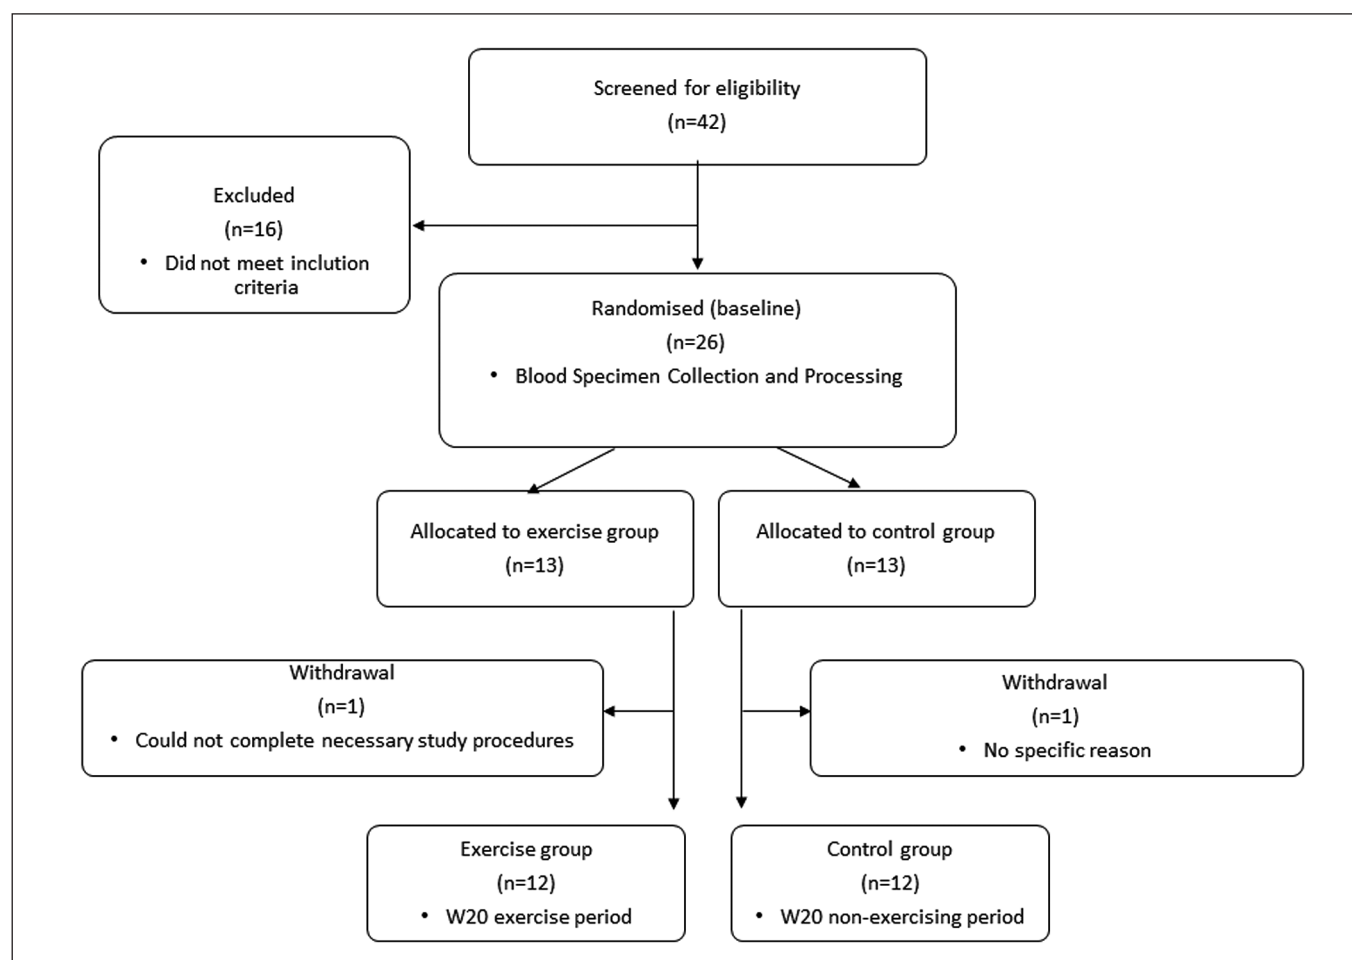 Screened for eligibility
(n=42)
Excluded
(n=16)
• Did not meet inclution
criteria
Randomised (baseline)
(n=26)
• Blood Specimen Collection and Processing
Allocated to exercise group
(n=13)
Allocated to control group
(n=13)
Withdrawal
(n=1)
• Could not complete necessary study procedures
Withdrawal
(n=1)
• No specific reason
Exercise group
(n=12)
• W20 exercise period
Control group
(n=12)
• W20 non-exercising period